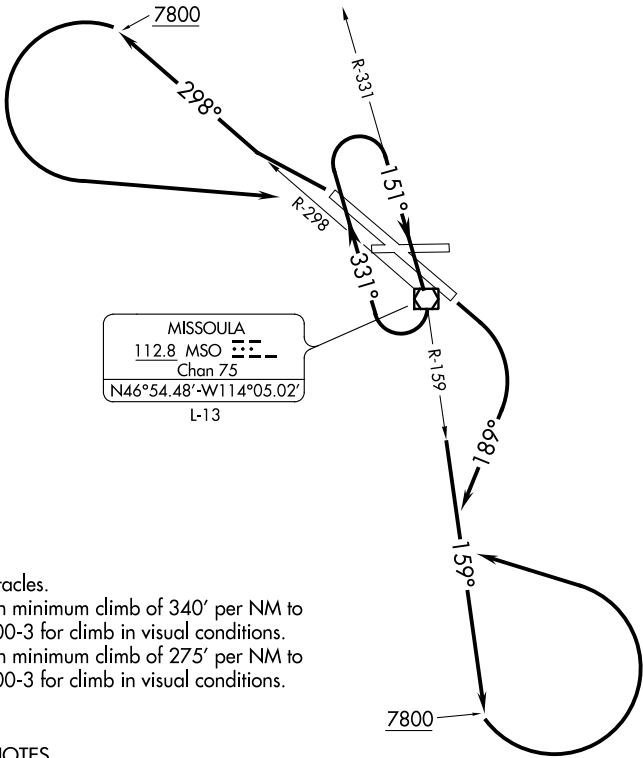 7800
298°
R-331
151°
R-298
331°
MISSOULA
112.8 MSO
Chan 75
N46°54.48'-W114°05.02'
L-13
R-159
189°
159°
7800
racles.
n minimum climb of 340' per NM to
00-3 for climb in visual conditions.
n minimum climb of 275' per NM to
00-3 for climb in visual conditions.
NOTES